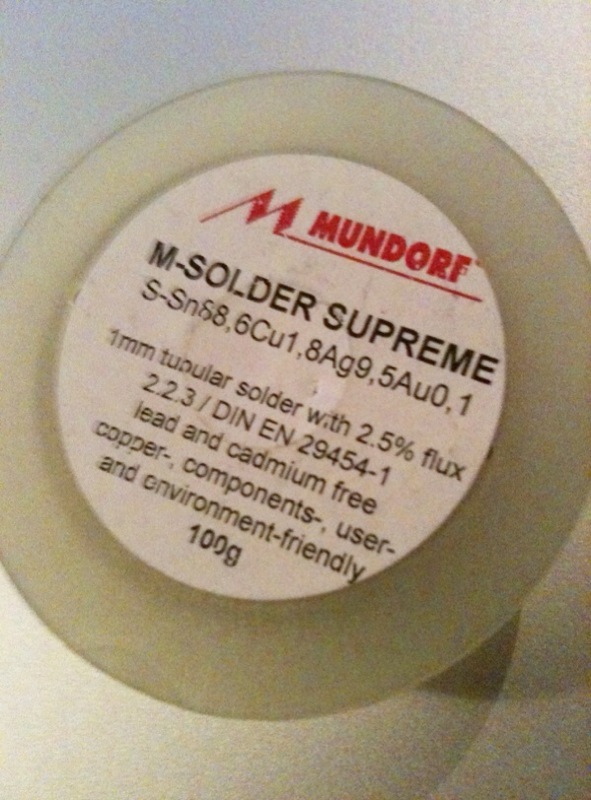 MUNDORF
M-SOLDER SUPREME
S-Sn88,6Cu1,8Ag9,5Au0,1
1mm tubular solder with 2.5% flux
2.2.3 / DIN EN 29454-1
lead and cadmium free
copper-, components-, user-
and environment-friendly
100g